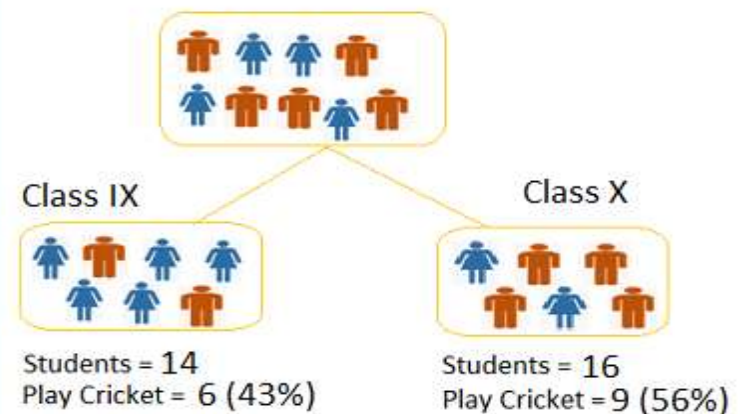 Class IX
Class X
Students = 14
Play Cricket = 6 (43%)
Students = 16
Play Cricket = 9 (56%)